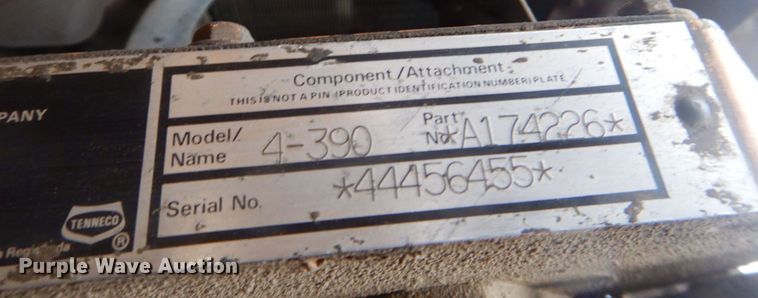 Component/Attachment
THIS IS NOT A PIN (PRODUCT IDENTIFICATION NUMBER) PLATE
PANY
Model/Name 4-390 Part No. *A174226*
Serial No. *44456455*
TENNECO
®
Registrada
Purple Wave Auction